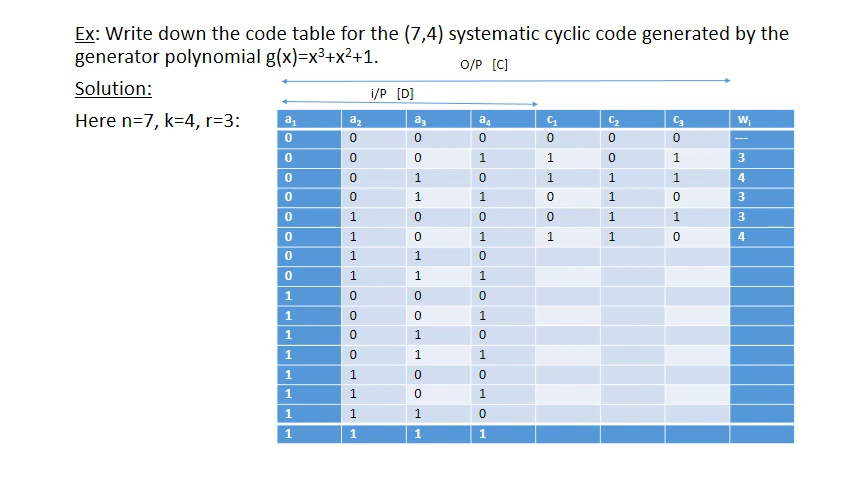 Ex: Write down the code table for the (7,4) systematic cyclic code generated by the
generator polynomial g(x)=x³+x²+1.
O/P [C]
Solution:
i/P [D]
Here n=7, k=4, r=3:
a₁ a₂ a₃ a₄ C₁ C₂ C₃ Wᵢ
0 0 0 0 0 0 0 ---
0 0 0 1 1 0 1 3
0 0 1 0 1 1 1 4
0 0 1 1 0 1 0 3
0 1 0 0 0 1 1 3
0 1 0 1 1 1 0 4
0 1 1 0
0 1 1 1
1 0 0 0
1 0 0 1
1 0 1 0
1 0 1 1
1 1 0 0
1 1 0 1
1 1 1 0
1 1 1 1